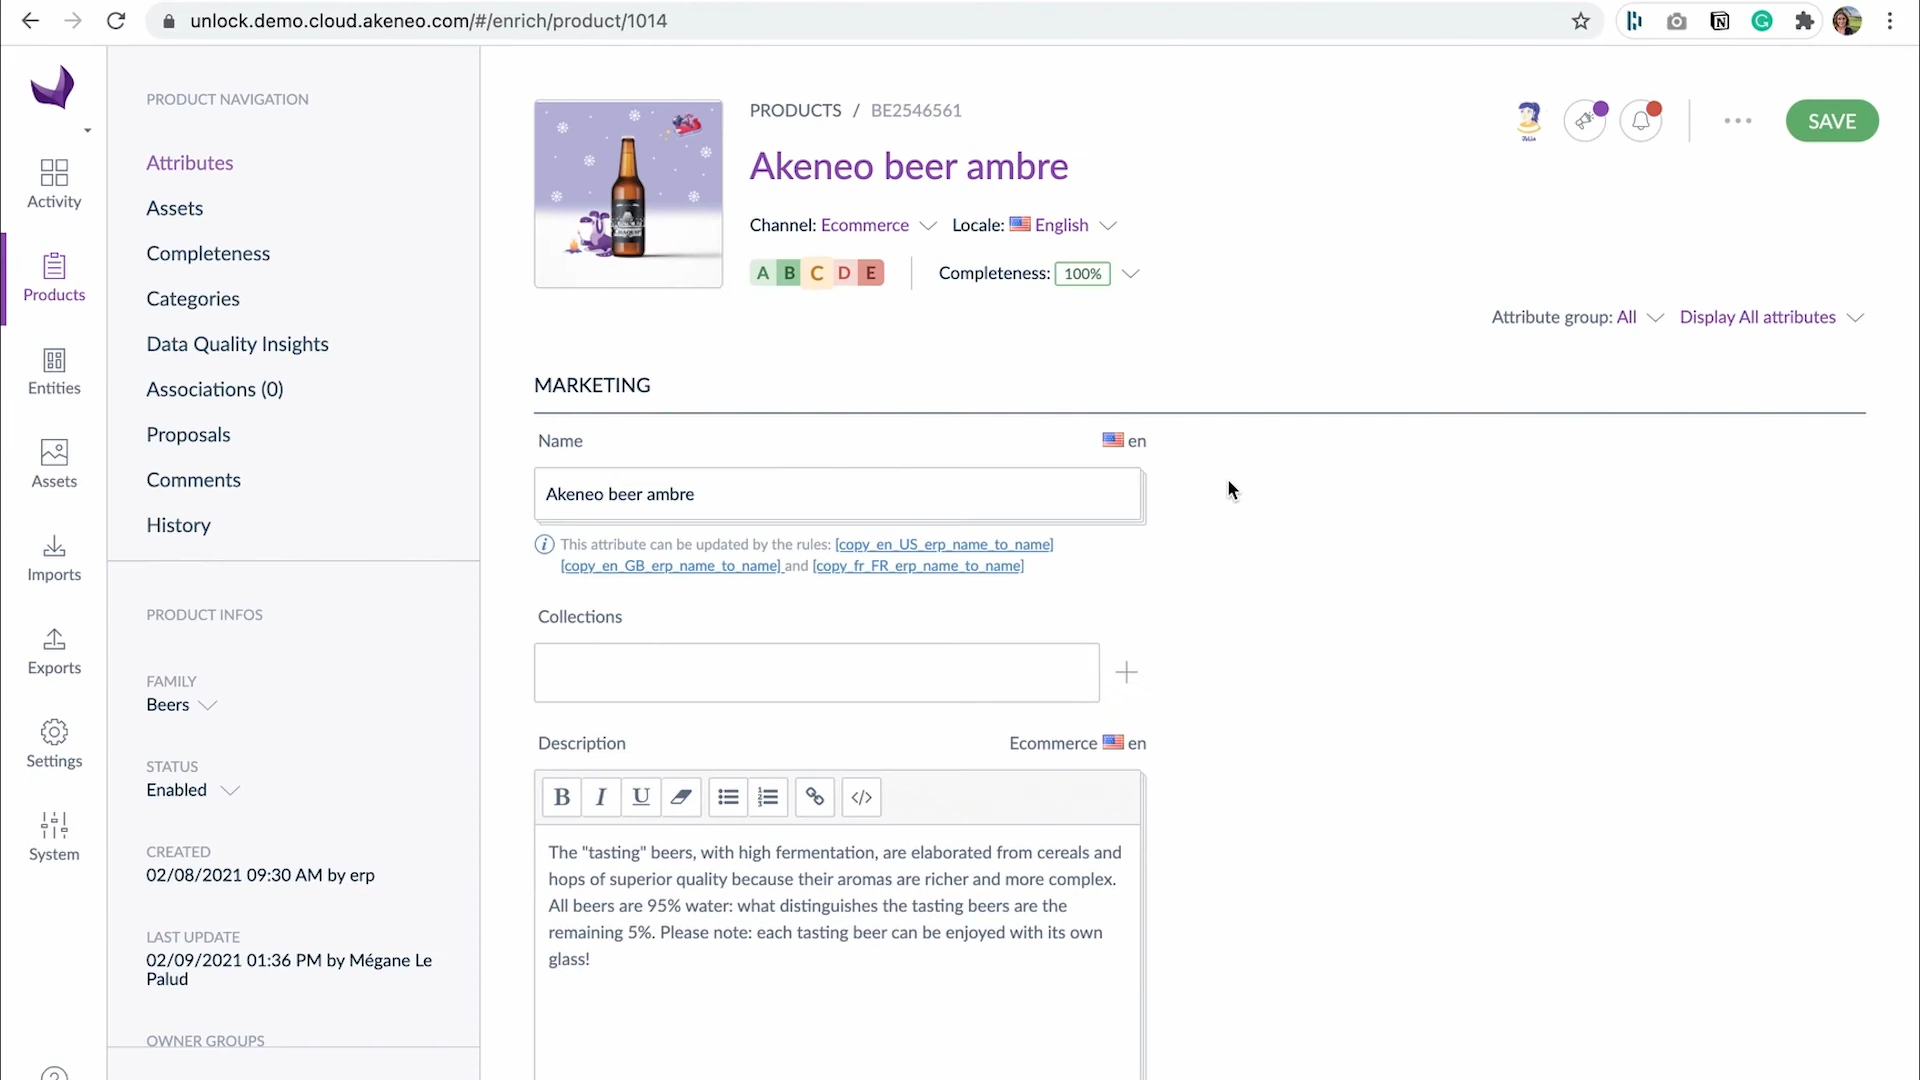 unlock.demo.cloud.akeneo.com/#/enrich/product/1014
Activity
Products
Entities
Assets
Imports
Exports
Settings
System
PRODUCT NAVIGATION
Attributes
Assets
Completeness
Categories
Data Quality Insights
Associations (0)
Proposals
Comments
History
PRODUCT INFOS
FAMILY
Beers
STATUS
Enabled
CREATED
02/08/2021 09:30 AM by erp
LAST UPDATE
02/09/2021 01:36 PM by Mégane Le
Palud
OWNER GROUPS
PRODUCTS / BE2546561
Akeneo beer ambre
Channel: Ecommerce Locale: English
A B C D E Completeness: 100%
SAVE
Attribute group: All Display All attributes
MARKETING
Name en
Akeneo beer ambre
This attribute can be updated by the rules: [copy_en_US_erp_name_to_name]
[copy_en_GB_erp_name_to_name] and [copy_fr_FR_erp_name_to_name]
Collections
Description Ecommerce en
B I U
The "tasting" beers, with high fermentation, are elaborated from cereals and
hops of superior quality because their aromas are richer and more complex.
All beers are 95% water: what distinguishes the tasting beers are the
remaining 5%. Please note: each tasting beer can be enjoyed with its own
glass!